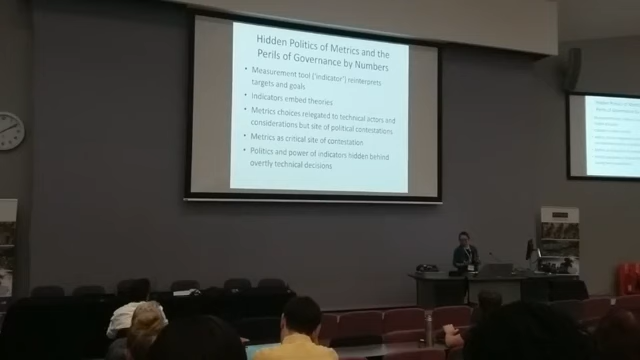 Hidden Politics of Metrics and the
Perils of Governance by Numbers
• Measurement tool ('indicator') reinterprets
targets and goals
• Indicators embed theories
• Metrics choices relegated to technical actors and
considerations but site of political contestations
• Metrics as critical site of contestation
• Politics and power of indicators hidden behind
overtly technical decisions